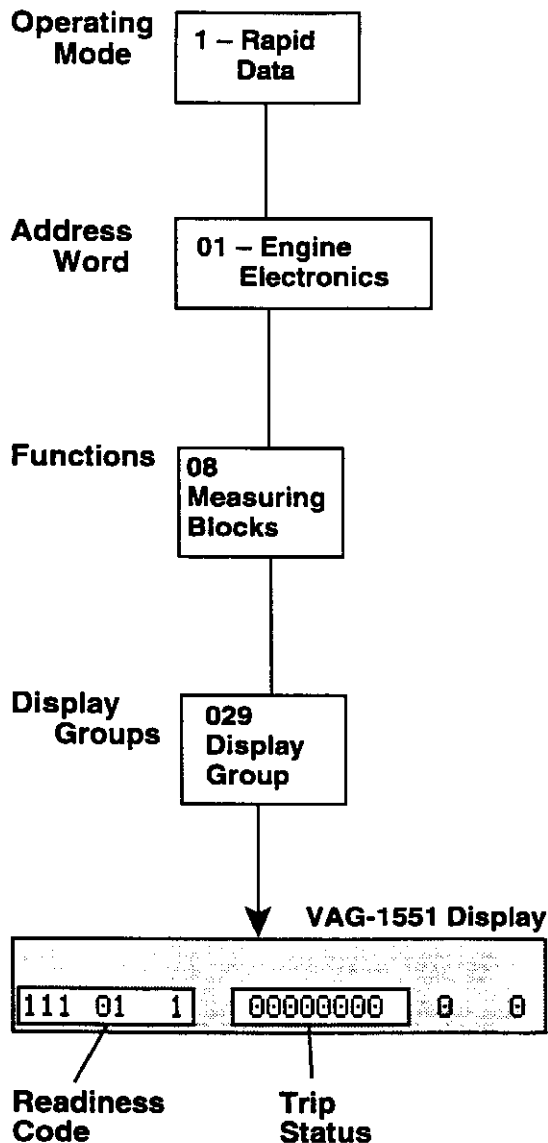 Operating
Mode
1 – Rapid
Data
Address
Word
01 – Engine
Electronics
Functions
08
Measuring
Blocks
Display
Groups
029
Display
Group
VAG-1551 Display
111 01 1 00000000 0 0
Readiness
Code
Trip
Status